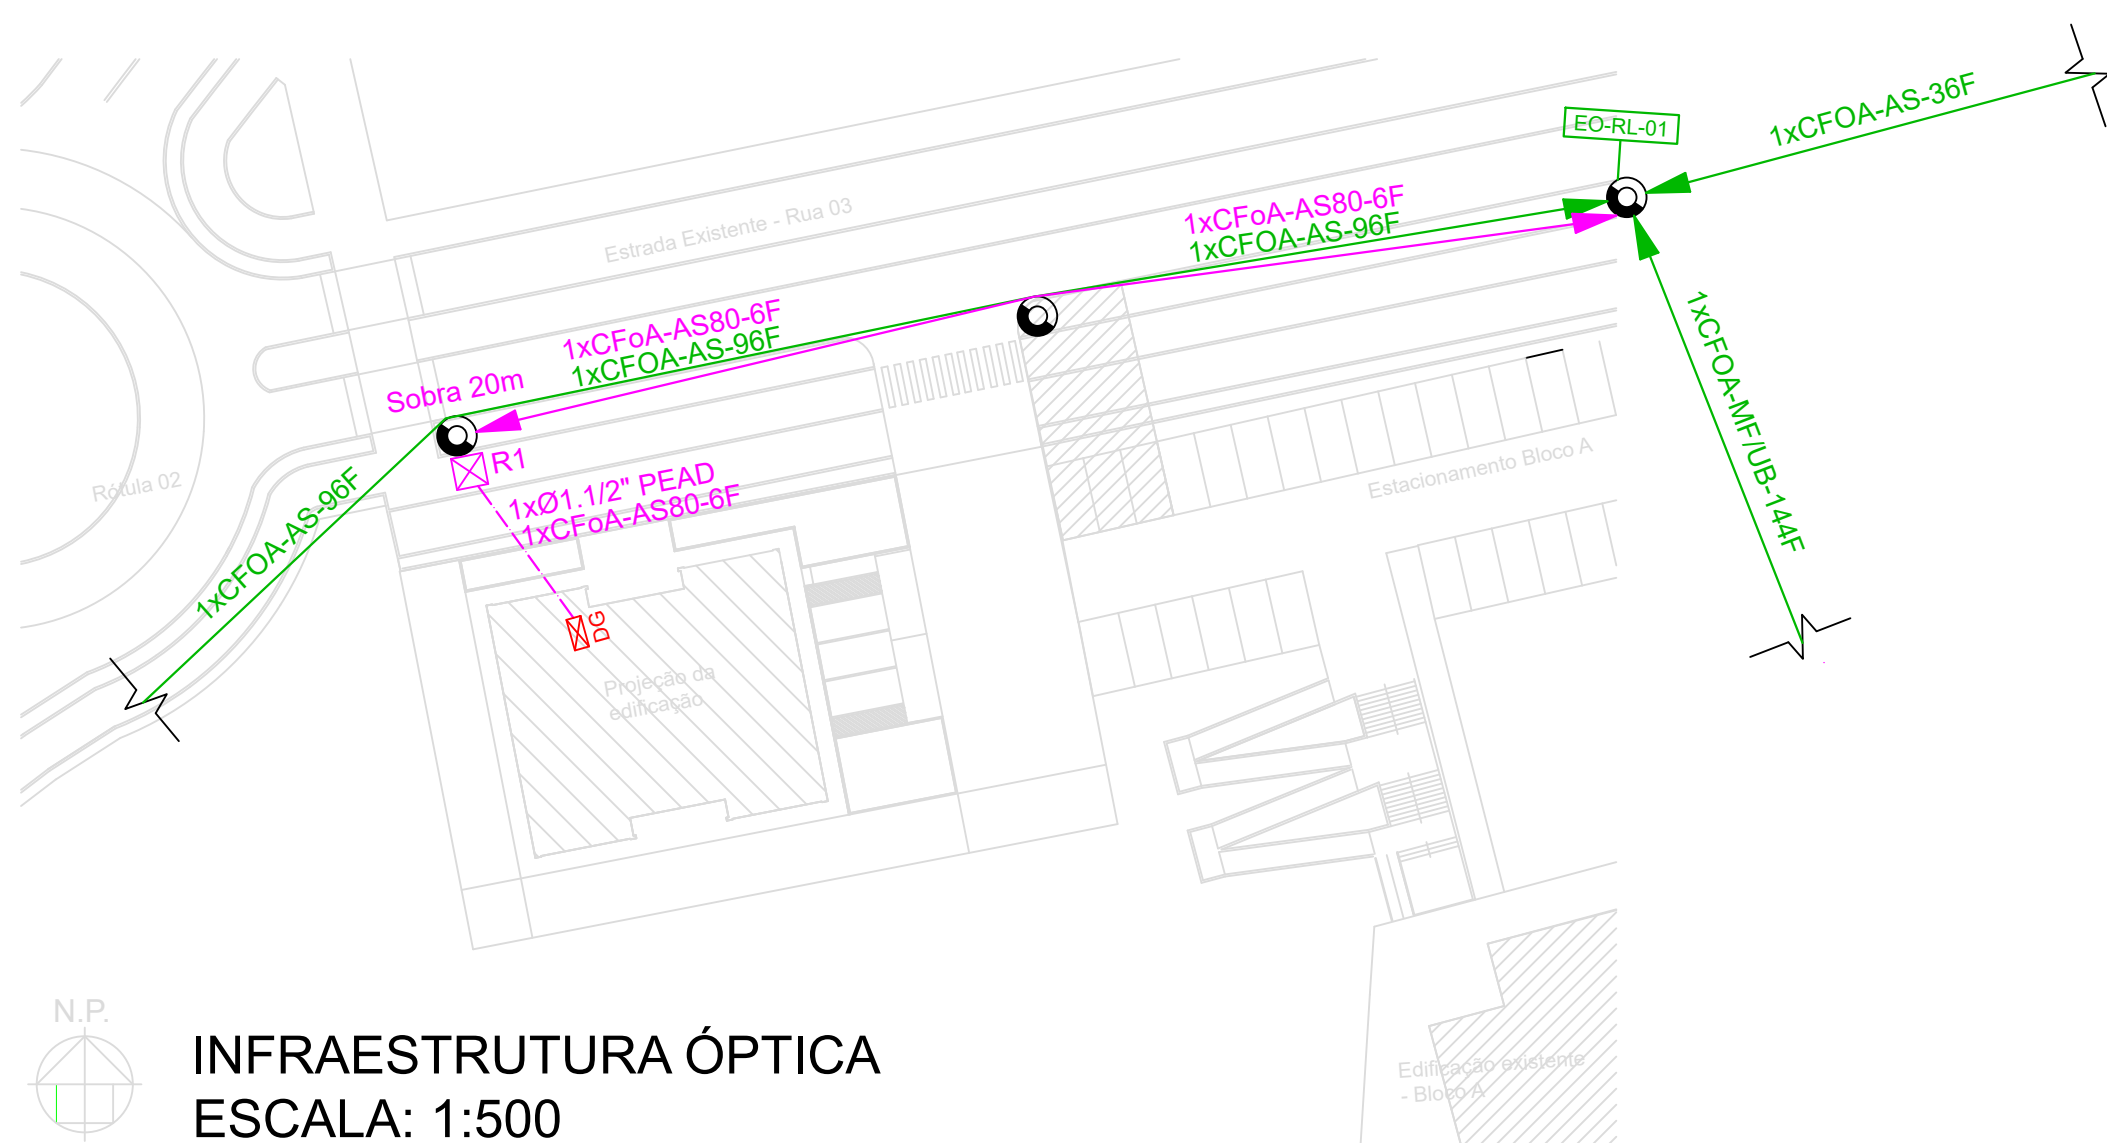 1xCFOA-AS-36F
EO-RL-01
Estrada Existente - Rua 03
1xCFoA-AS80-6F
1xCFOA-AS-96F
1xCFoA-AS80-6F
1xCFOA-AS-96F
Sobra 20m
R1
1xCFOA-MF/UB-144F
Rótula 02
1xCFOA-AS-96F
1xØ1.1/2" PEAD
1xCFoA-AS80-6F
Estacionamento Bloco A
DG
Projeção da
edificação
N.P.
INFRAESTRUTURA ÓPTICA
ESCALA: 1:500
Edificação existente
- Bloco A